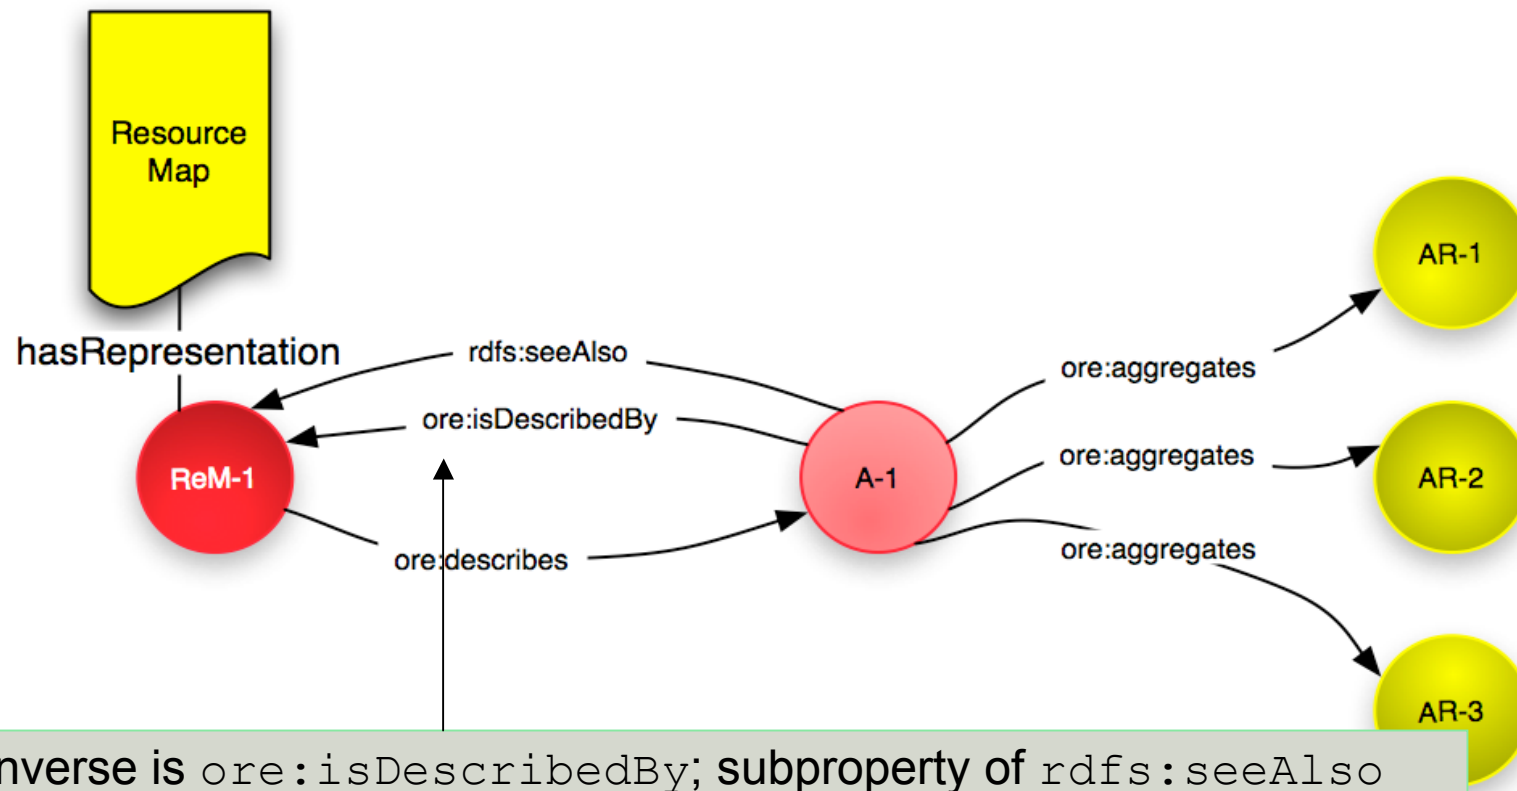 Resource
Map
hasRepresentation
rdfs:seeAlso
ore:isDescribedBy
ReM-1
ore:describes
A-1
ore:aggregates
ore:aggregates
ore:aggregates
AR-1
AR-2
AR-3
nverse is ore:isDescribedBy; subproperty of rdfs:seeAlso